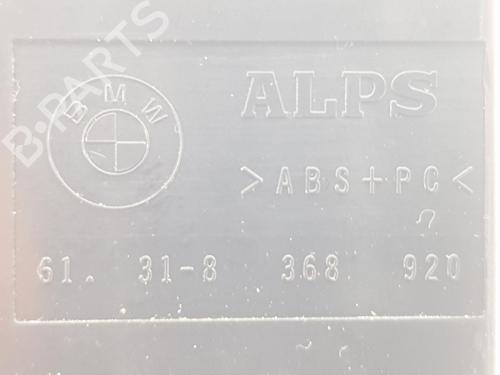 B-PARTS
BMW
ALPS
>ABS+PC<
61. 31-8 368 920